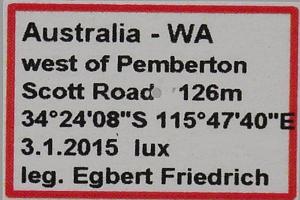 Australia - WA
west of Pemberton
Scott Road 126m
34°24'08"S 115°47'40"E
3.1.2015 lux
leg. Egbert Friedrich